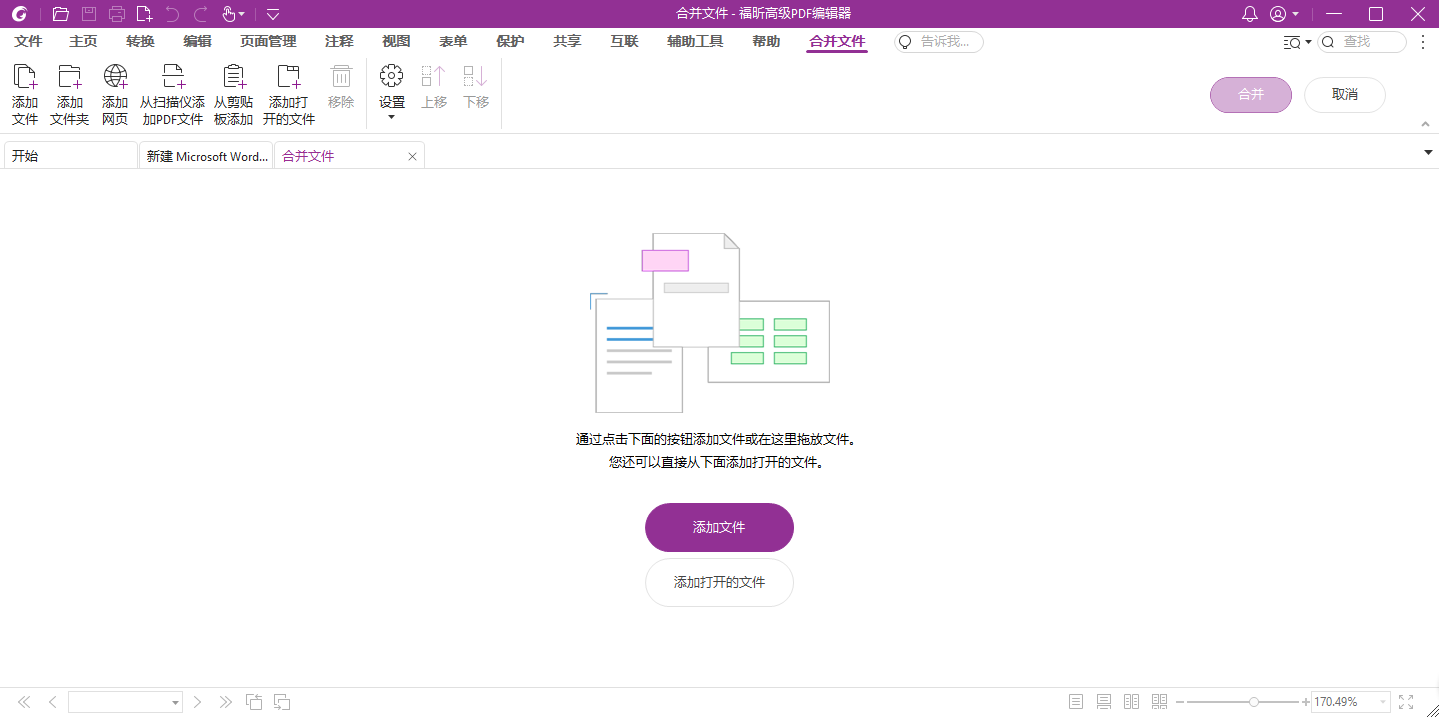 合并文件 - 福昕高级PDF编辑器
文件 主页 转换 编辑 页面管理 注释 视图 表单 保护 共享 互联 辅助工具 帮助 合并文件 告诉我... 查找
添加文件
添加文件夹
添加网页
从扫描仪添加PDF文件
从剪贴板添加
添加打开的文件
移除
设置
上移
下移
合并
取消
开始 新建 Microsoft Word... 合并文件
通过点击下面的按钮添加文件或在这里拖放文件。
您还可以直接从下面添加打开的文件。
添加文件
添加打开的文件
170.49%